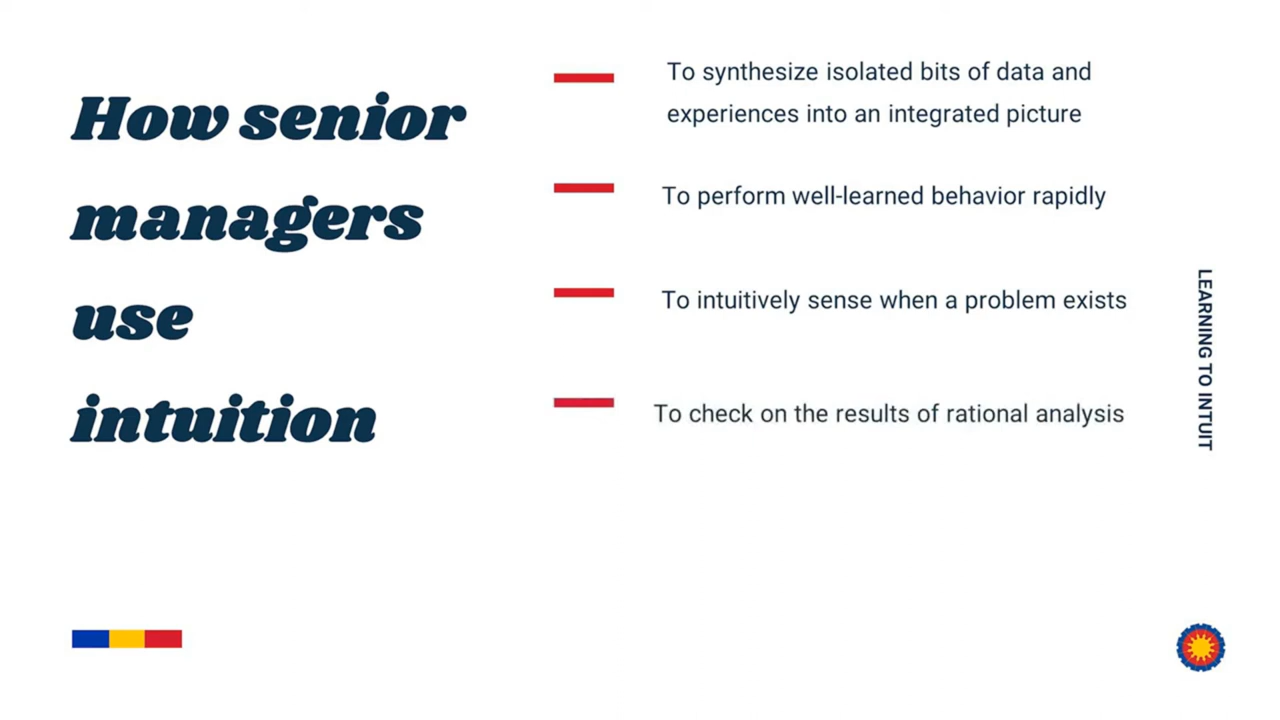 How senior
managers
use
intuition
To synthesize isolated bits of data and
experiences into an integrated picture
To perform well-learned behavior rapidly
To intuitively sense when a problem exists
To check on the results of rational analysis
LEARNING TO INTUIT